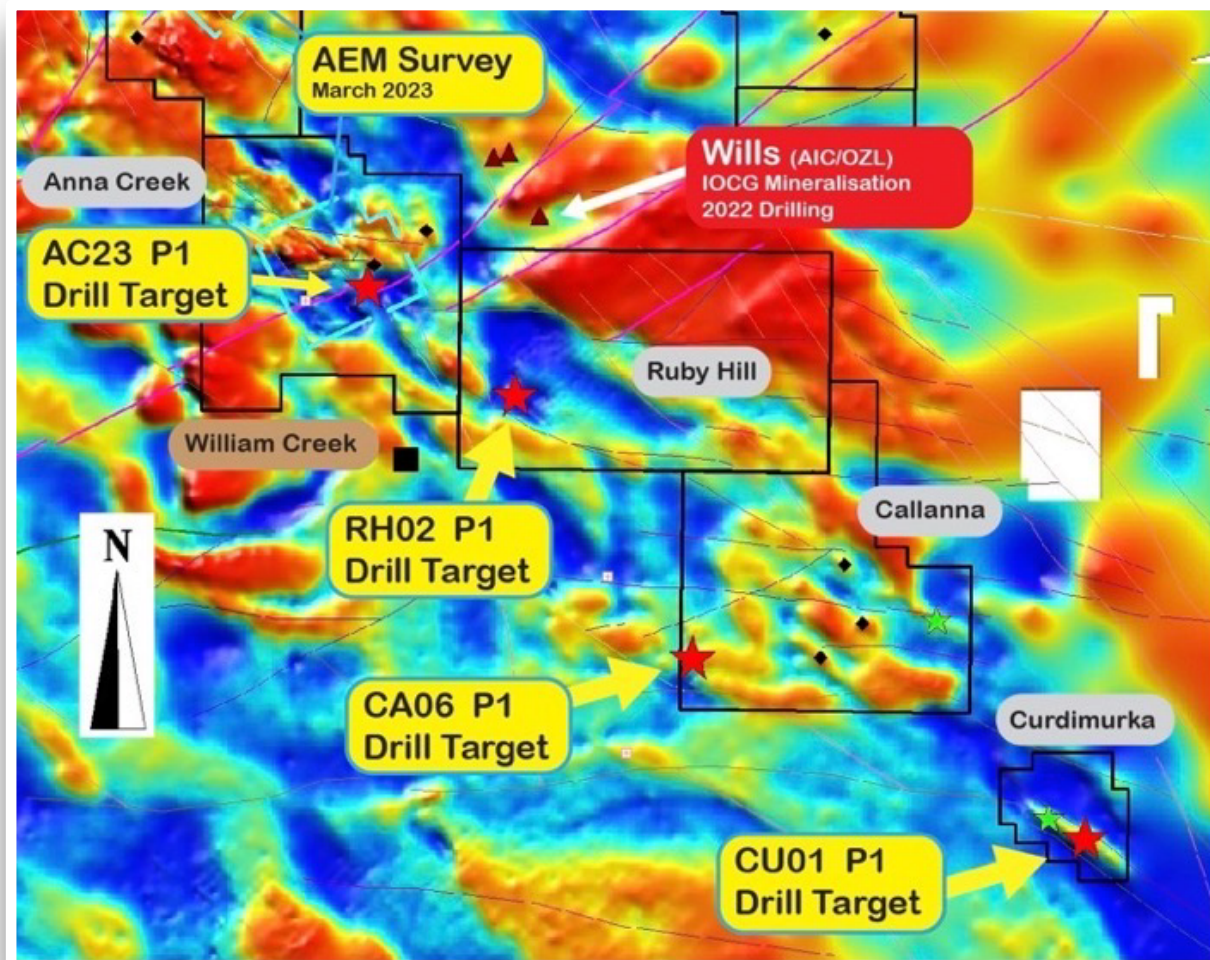 AEM Survey
March 2023
Wills (AIC/OZL)
IOCG Mineralisation
2022 Drilling
Anna Creek
AC23 P1
Drill Target
Ruby Hill
William Creek
RH02 P1
Drill Target
Callanna
N
CA06 P1
Drill Target
Curdimurka
CU01 P1
Drill Target